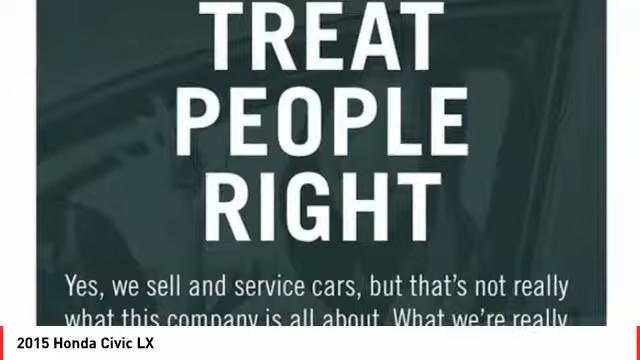 TREAT
PEOPLE
RIGHT
Yes, we sell and service cars, but that's not really
what this company is all about. What we're really
2015 Honda Civic LX